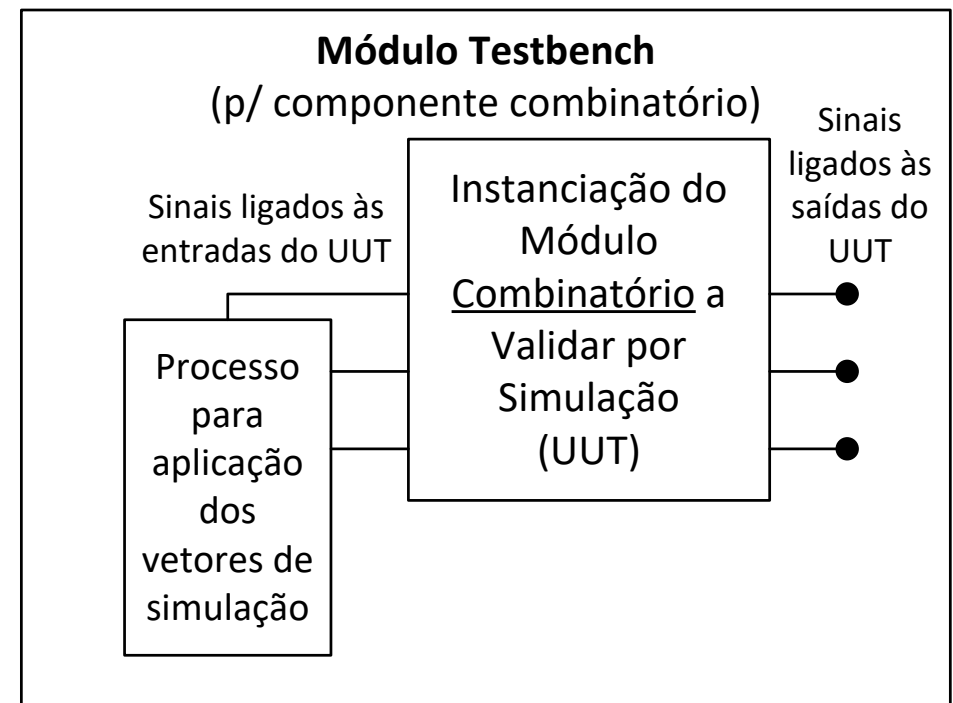 Módulo Testbench
(p/ componente combinatório)
Sinais ligados às
entradas do UUT
Processo
para
aplicação
dos
vetores de
simulação
Instanciação do
Módulo
Combinatório a
Validar por
Simulação
(UUT)
Sinais
ligados às
saídas do
UUT